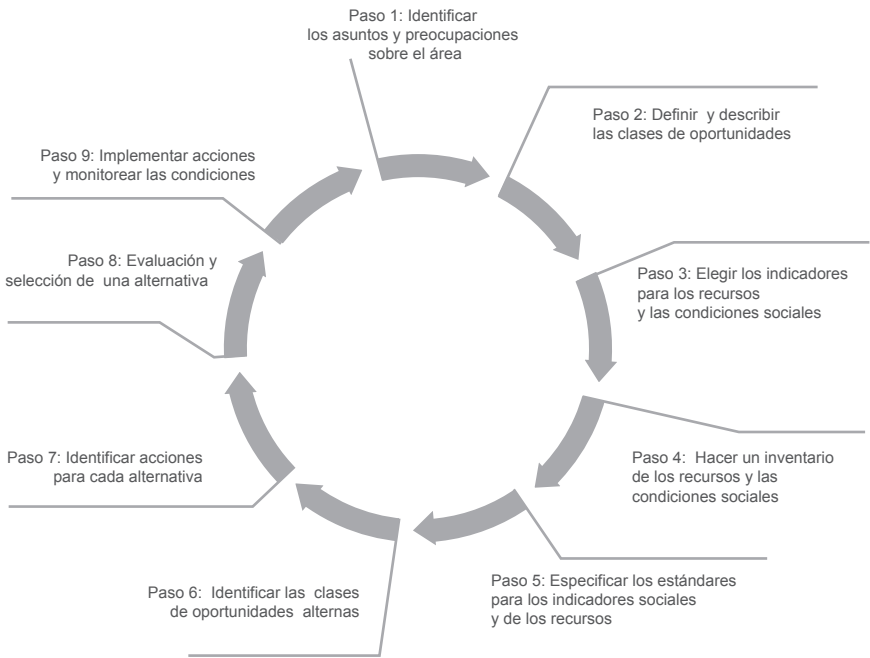 Paso 1: Identificar
los asuntos y preocupaciones
sobre el área
Paso 2: Definir y describir
las clases de oportunidades
Paso 3: Elegir los indicadores
para los recursos
y las condiciones sociales
Paso 4: Hacer un inventario
de los recursos y las
condiciones sociales
Paso 5: Especificar los estándares
para los indicadores sociales
y de los recursos
Paso 6: Identificar las clases
de oportunidades alternas
Paso 7: Identificar acciones
para cada alternativa
Paso 8: Evaluación y
selección de una alternativa
Paso 9: Implementar acciones
y monitorear las condiciones